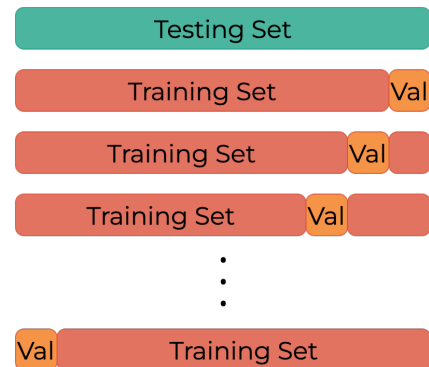 Testing Set
Training Set Val
Training Set Val
Training Set Val
Val Training Set